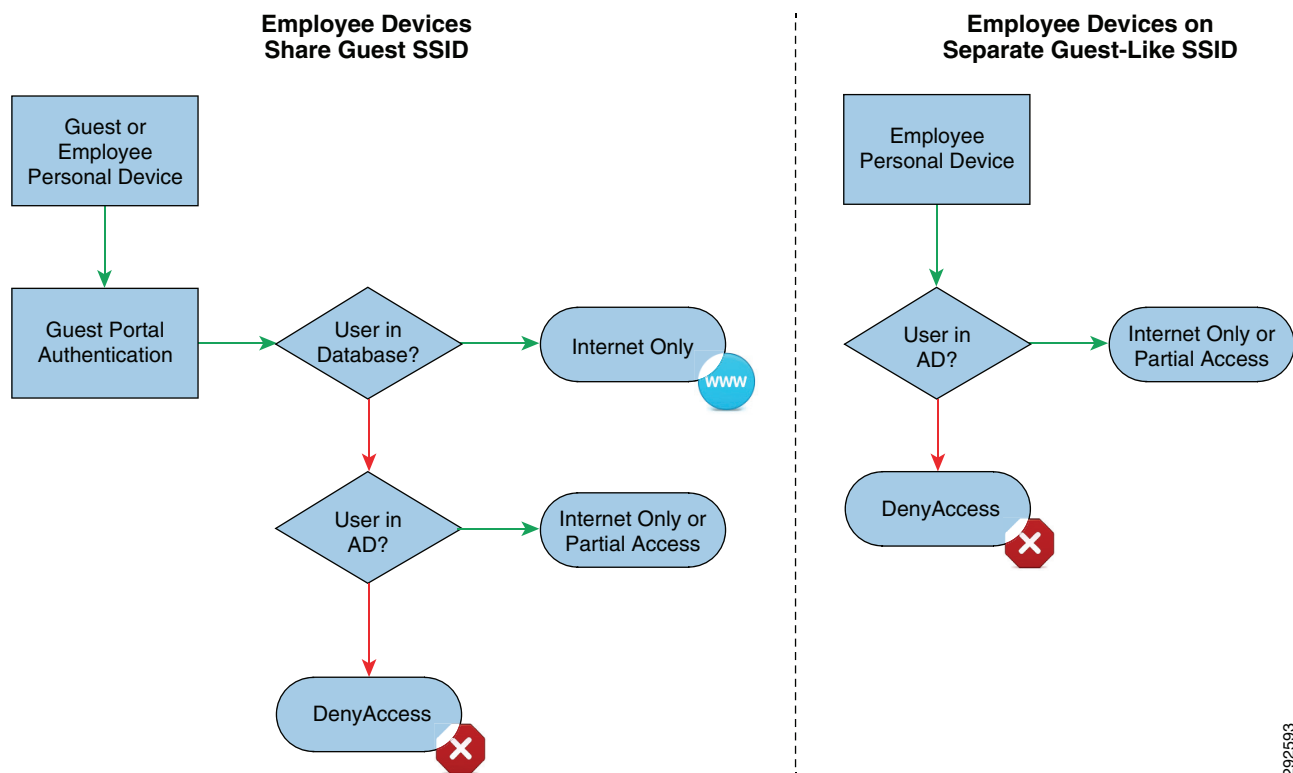 Employee Devices
Share Guest SSID
Guest or
Employee
Personal Device
Guest Portal
Authentication
User in
Database?
Internet Only
www
User in
AD?
Internet Only or
Partial Access
DenyAccess
Employee Devices on
Separate Guest-Like SSID
Employee
Personal Device
User in
AD?
Internet Only or
Partial Access
DenyAccess
292593